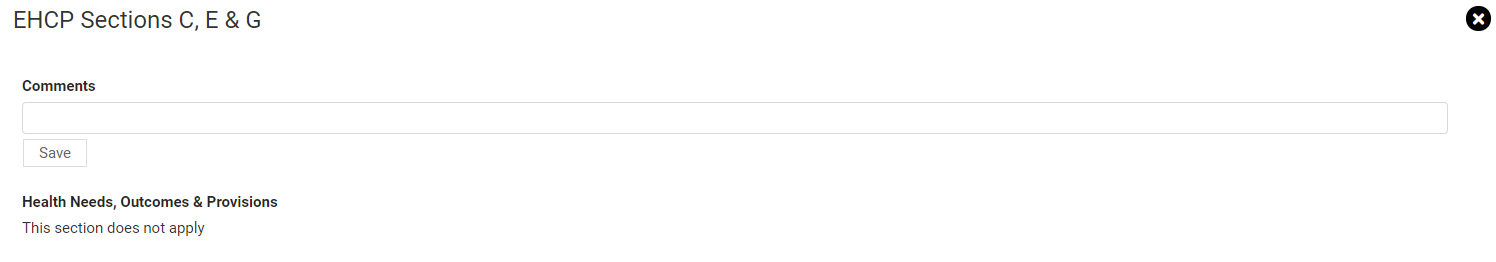 EHCP Sections C, E & G
Comments
Save
Health Needs, Outcomes & Provisions
This section does not apply